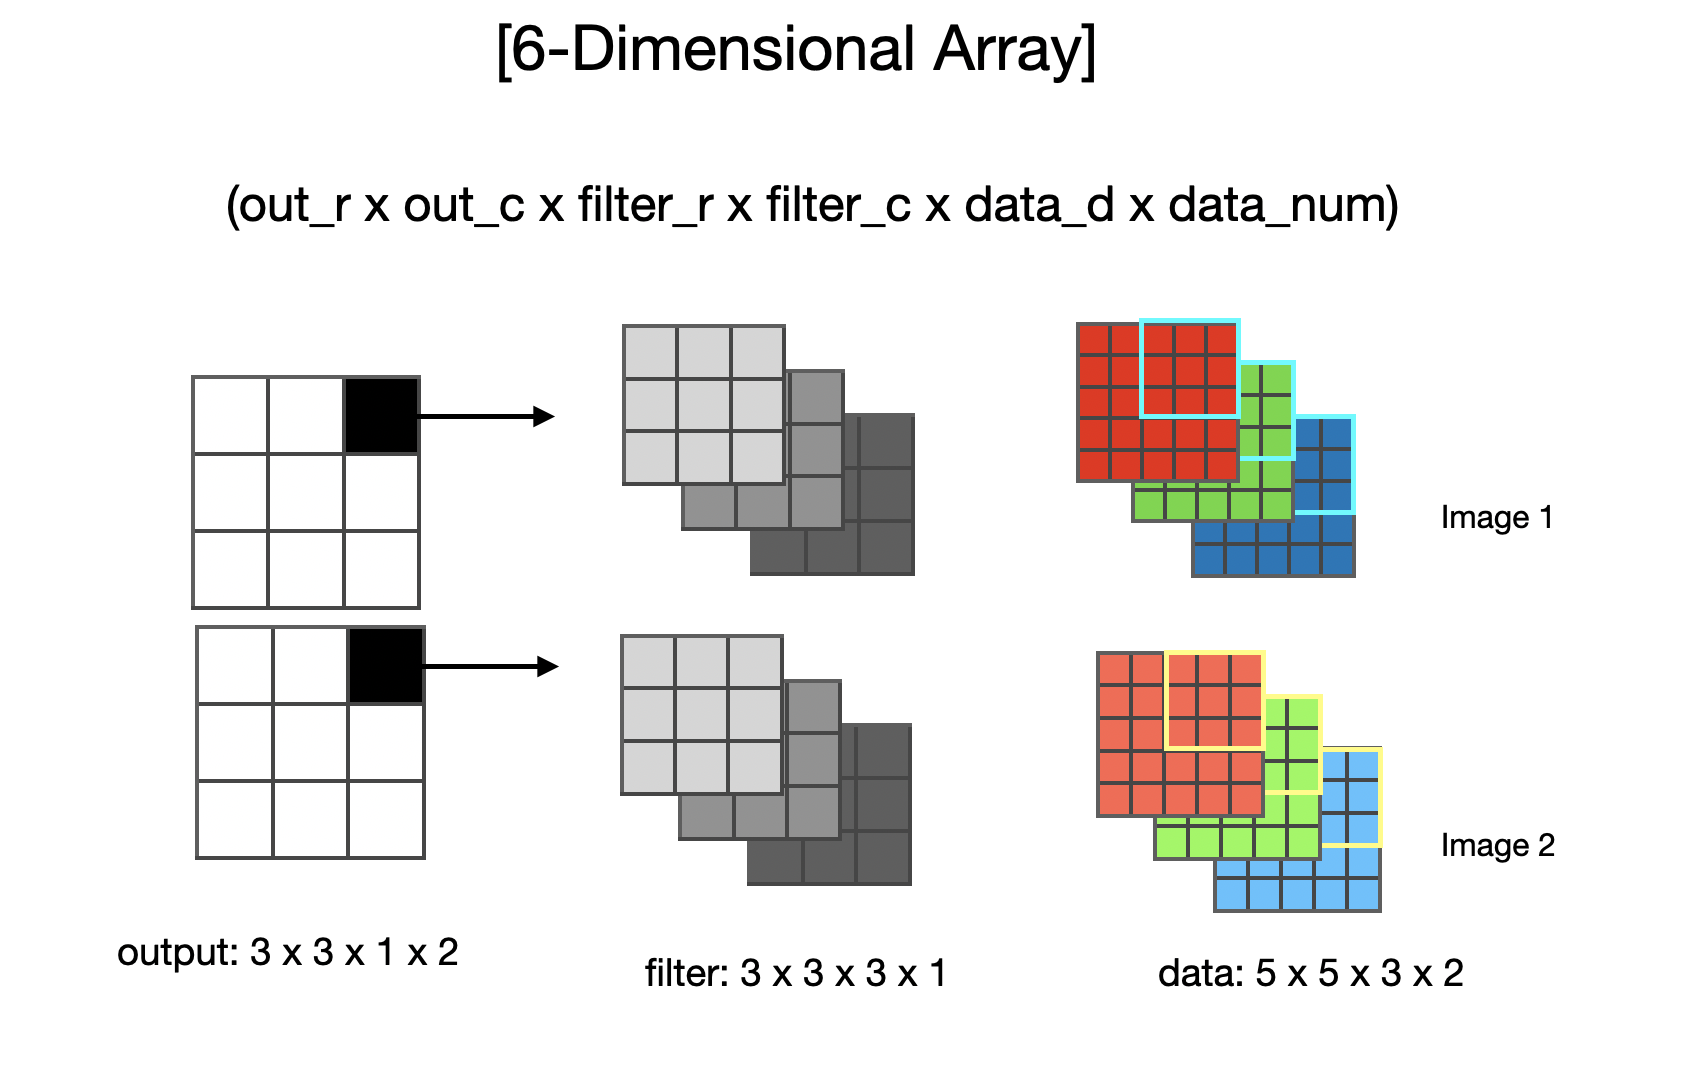 [6-Dimensional Array]
(out_r x out_c x filter_r x filter_c x data_d x data_num)
Image 1
Image 2
output: 3 x 3 x 1 x 2
filter: 3 x 3 x 3 x 1
data: 5 x 5 x 3 x 2